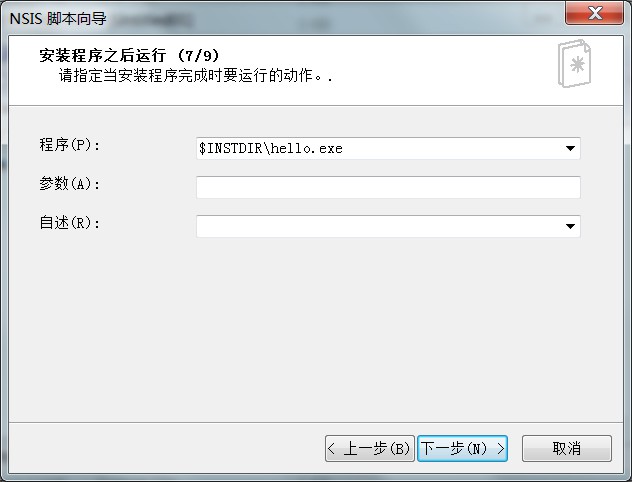 NSIS 脚本向导
安装程序之后运行 (7/9)
请指定当安装程序完成时要运行的动作。.
程序(P):
$INSTDIR\hello.exe
参数(A):
自述(R):
< 上一步(B) 下一步(N) > 取消